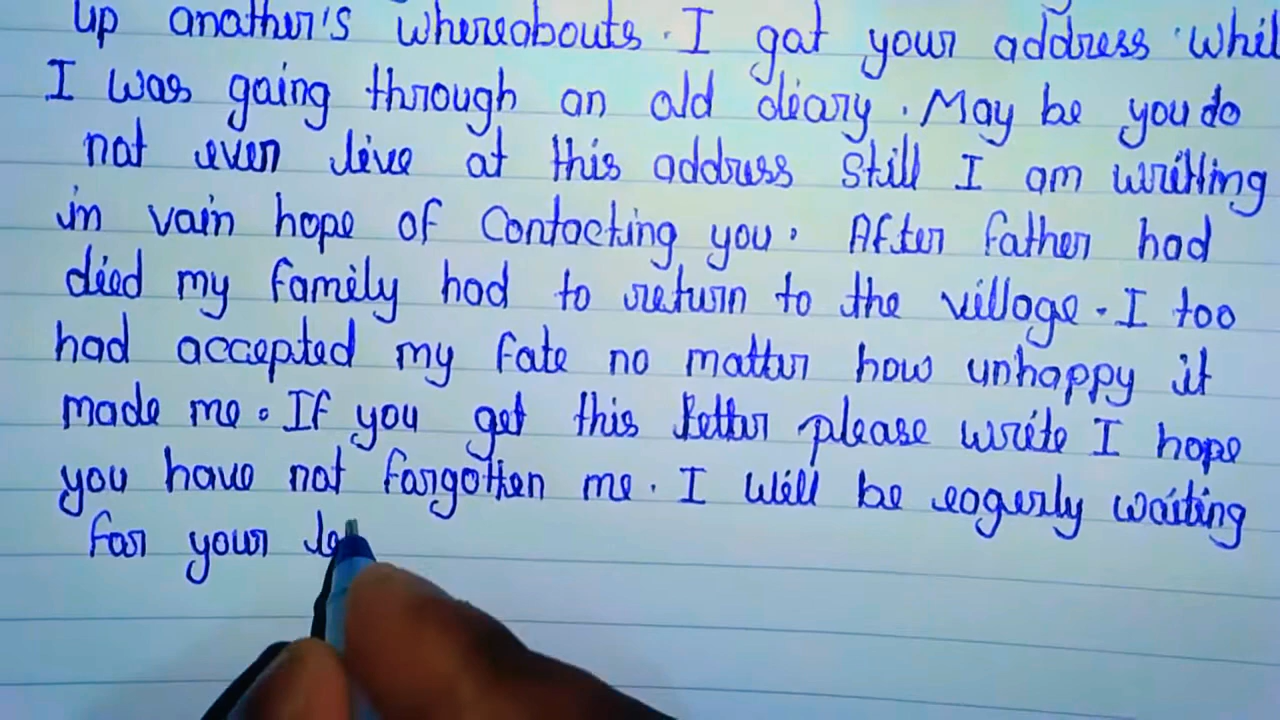 up another's whereabouts. I got your address whil
I was going through an old diary. May be you do
not even live at this address still I am writting
in vain hope of contacting you. After father had
died my family had to return to the village. I too
had accepted my fate no matter how unhappy it
made me. If you get this letter please write I hope
you have not forgotten me. I will be eagerly waiting
for your le